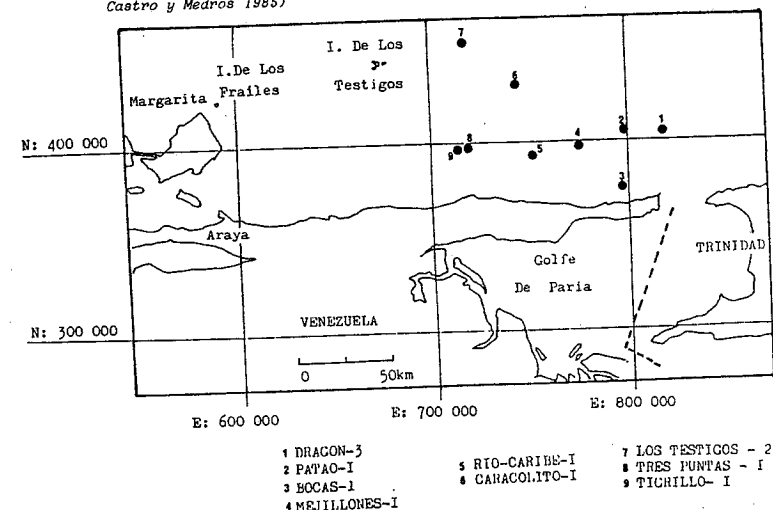 Castro y Medros 1985)
7
I. De Los
Testigos
I.De Los
Frailes
Margarita
6
2
1
N: 400 000
8
9
5
4
3
Araya
Golfe
De Paria
TRINIDAD
VENEZUELA
N: 300 000
0 50km
E: 600 000
E: 700 000
E: 800 000
1 DRAGON-3
2 PATAO-I
3 BOCAS-1
4 MEJILLONES-I
5 RIO-CARIBE-I
6 CARACOLITO-I
7 LOS TESTIGOS - 2
8 TRES PUNTAS - I
9 TIGRILLO- I